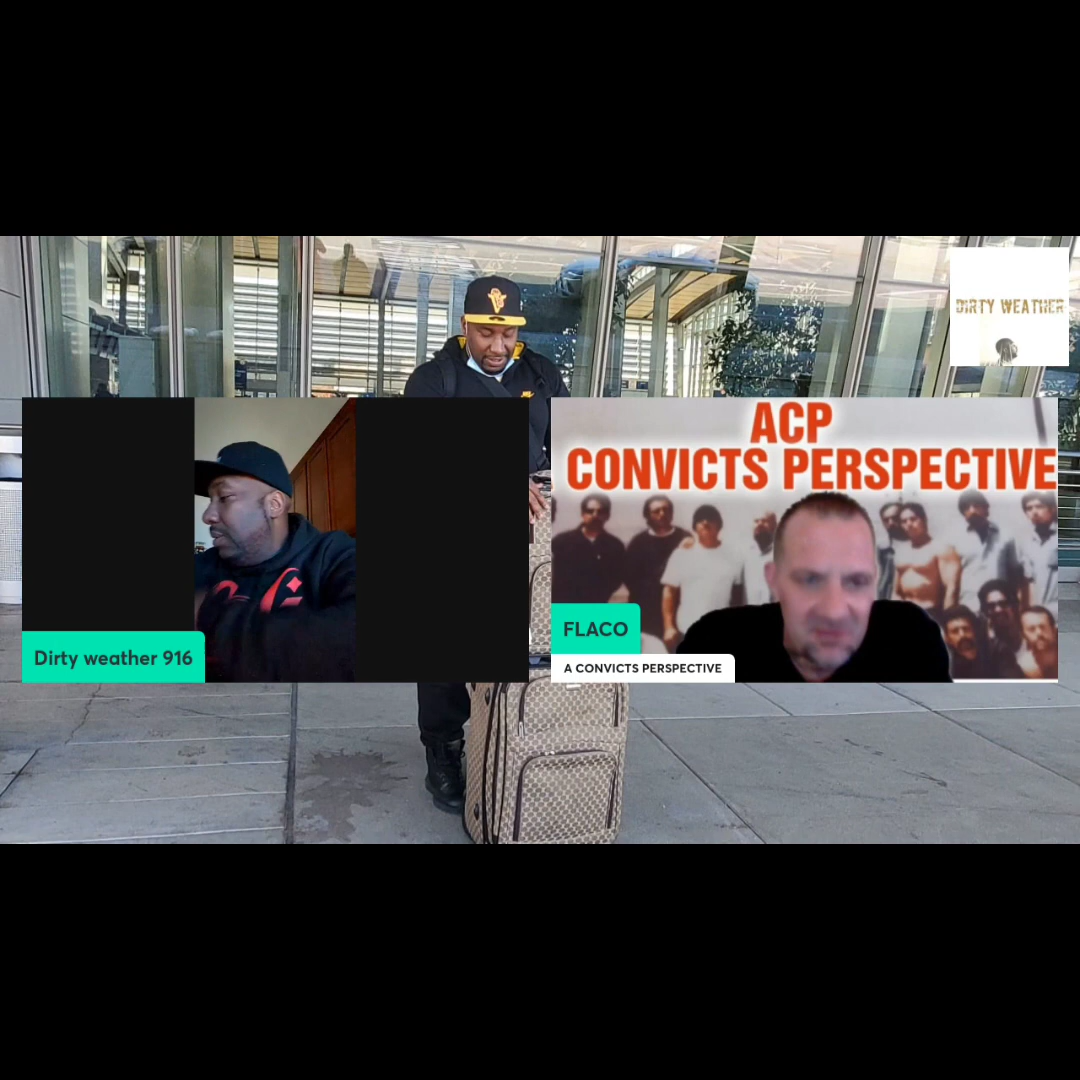 DIRTY WEATHER
ACP
CONVICTS PERSPECTIVE
Dirty weather 916
FLACO
A CONVICTS PERSPECTIVE